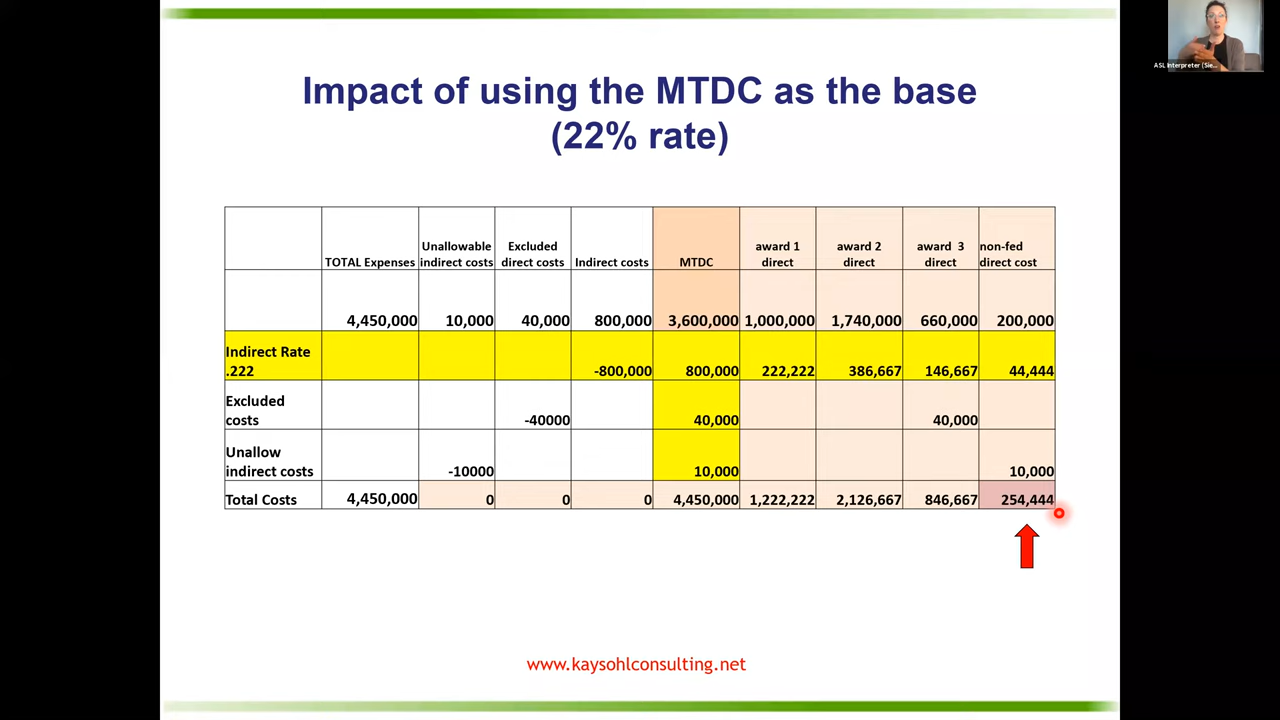 ASL Interpreter (Sie...
Impact of using the MTDC as the base
(22% rate)
TOTAL Expenses Unallowable indirect costs Excluded direct costs Indirect costs MTDC award 1 direct award 2 direct award 3 direct non-fed direct cost
4,450,000 10,000 40,000 800,000 3,600,000 1,000,000 1,740,000 660,000 200,000
Indirect Rate
.222 -800,000 800,000 222,222 386,667 146,667 44,444
Excluded
costs -40000 40,000 40,000
Unallow
indirect costs -10000 10,000 10,000
Total Costs 4,450,000 0 0 0 4,450,000 1,222,222 2,126,667 846,667 254,444
www.kaysohlconsulting.net